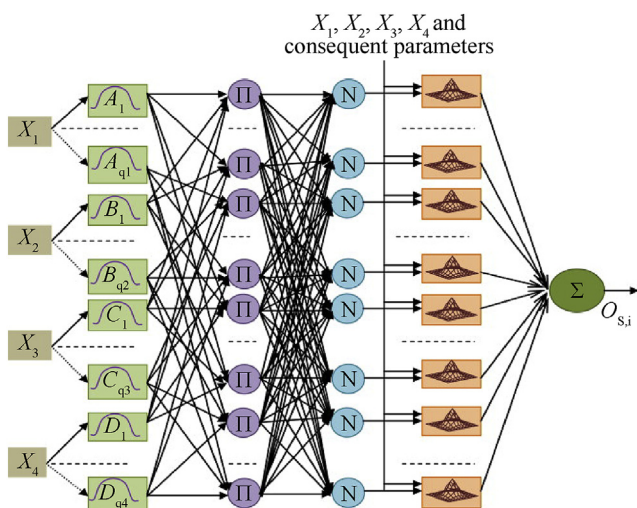 X1, X2, X3, X4 and
consequent parameters
X1
X2
X3
X4
A1
Aq1
B1
Bq2
C1
Cq3
D1
Dq4
Π
Π
Π
Π
Π
Π
Π
Π
N
N
N
N
N
N
N
N
Σ
OS,i